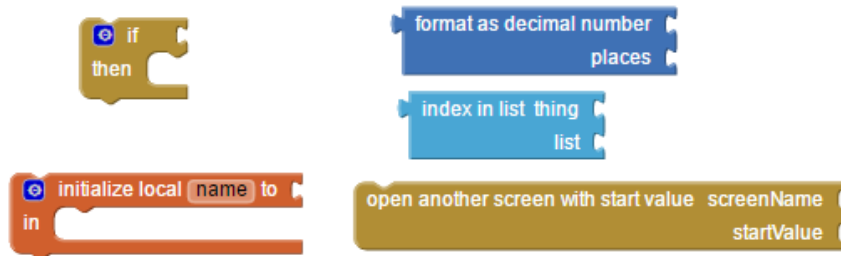 if
then
format as decimal number
places
index in list thing
list
initialize local name to
in
open another screen with start value screenName
startValue